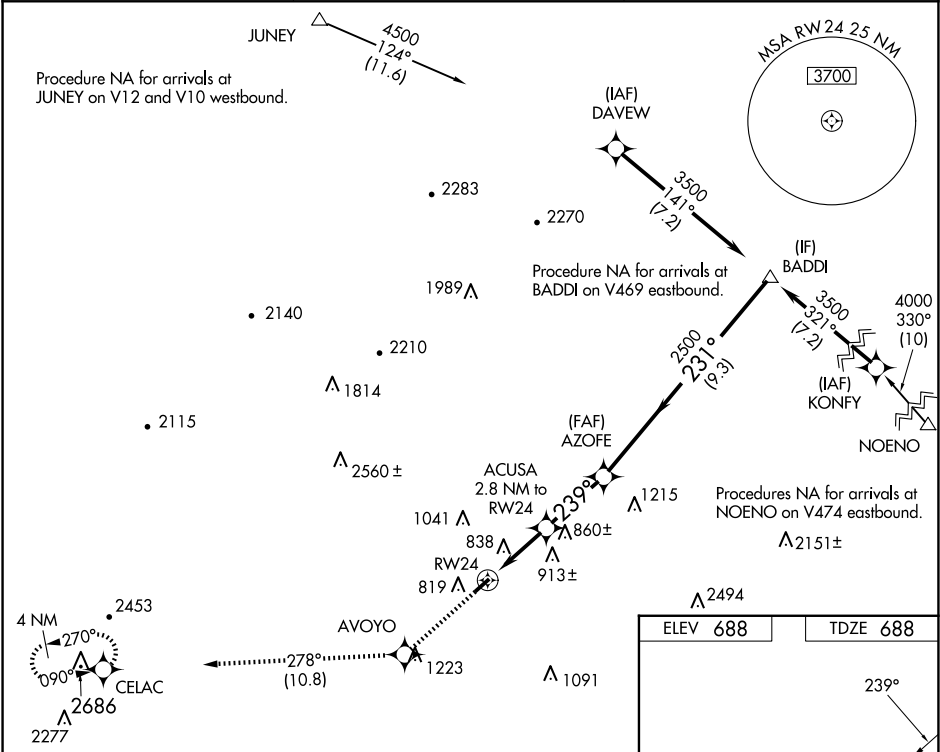 JUNEY
4500
124°
(11.6)
Procedure NA for arrivals at
JUNEY on V12 and V10 westbound.
MSA RW24 25 NM
3700
(IAF)
DAVEW
3500
141°
(7.2)
2283
2270
(IF)
BADDI
Procedure NA for arrivals at
BADDI on V469 eastbound.
1989
3500
321°
(7.2)
4000
330°
(10)
2140
2210
2500
231°
(9.3)
1814
(IAF)
KONFY
2115
NOENO
(FAF)
AZOFE
2560 ±
ACUSA
2.8 NM to
RW24
239°
1215
Procedures NA for arrivals at
NOENO on V474 eastbound.
1041
860±
838
2151±
RW24
913±
819
2494
2453
4 NM
270°
AVOYO
ELEV 688
TDZE 688
278°
(10.8)
1223
090°
CELAC
1091
239°
2686
2277